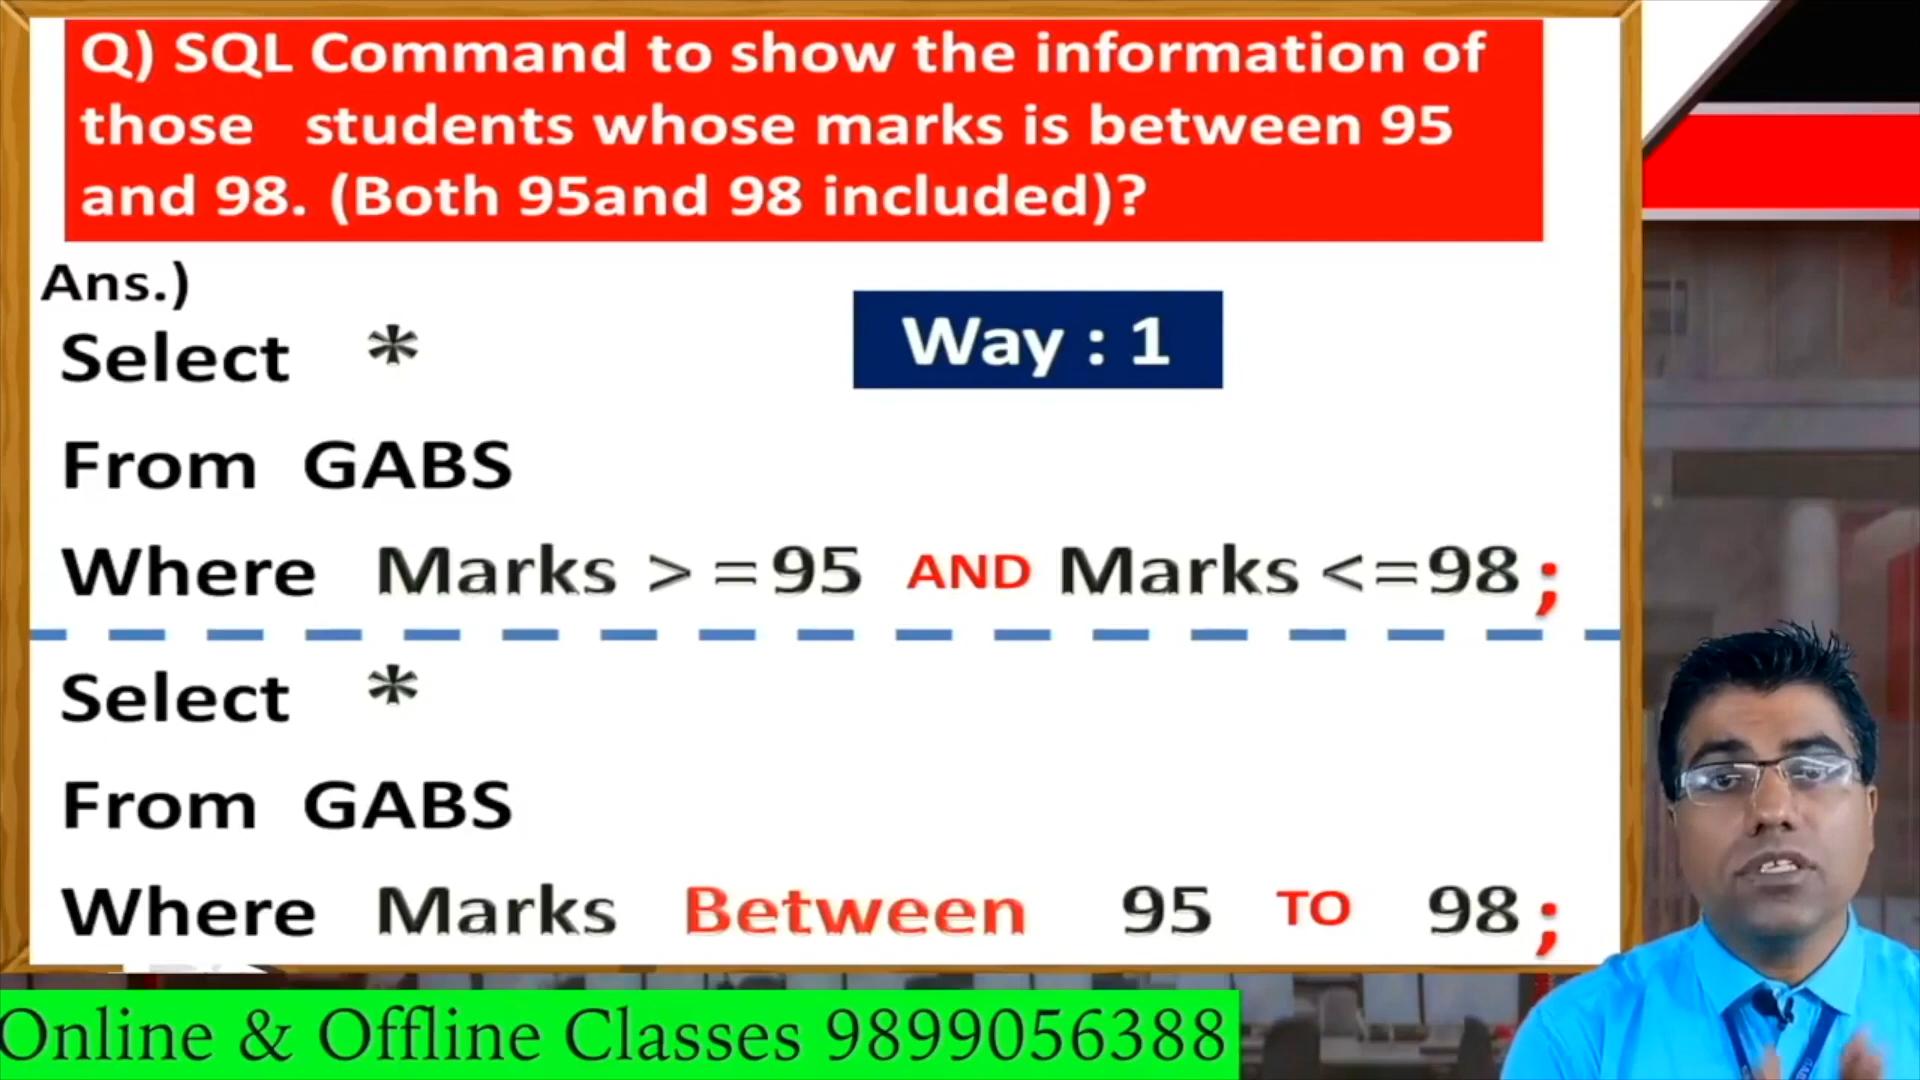 Q) SQL Command to show the information of
those students whose marks is between 95
and 98. (Both 95and 98 included)?
Ans.)
Way : 1
Select *
From GABS
Where Marks > =95 AND Marks <=98 ;
Select *
From GABS
Where Marks Between 95 TO 98 ;
Online & Offline Classes 9899056388